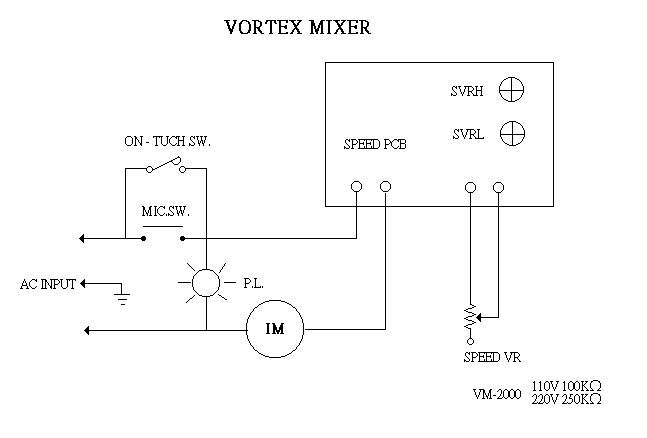 VORTEX MIXER
SVRH
SVRL
SPEED PCB
ON - TUCH SW.
MIC.SW.
AC INPUT
P.L.
IM
SPEED VR
VM-2000 110V 100KΩ
220V 250KΩ